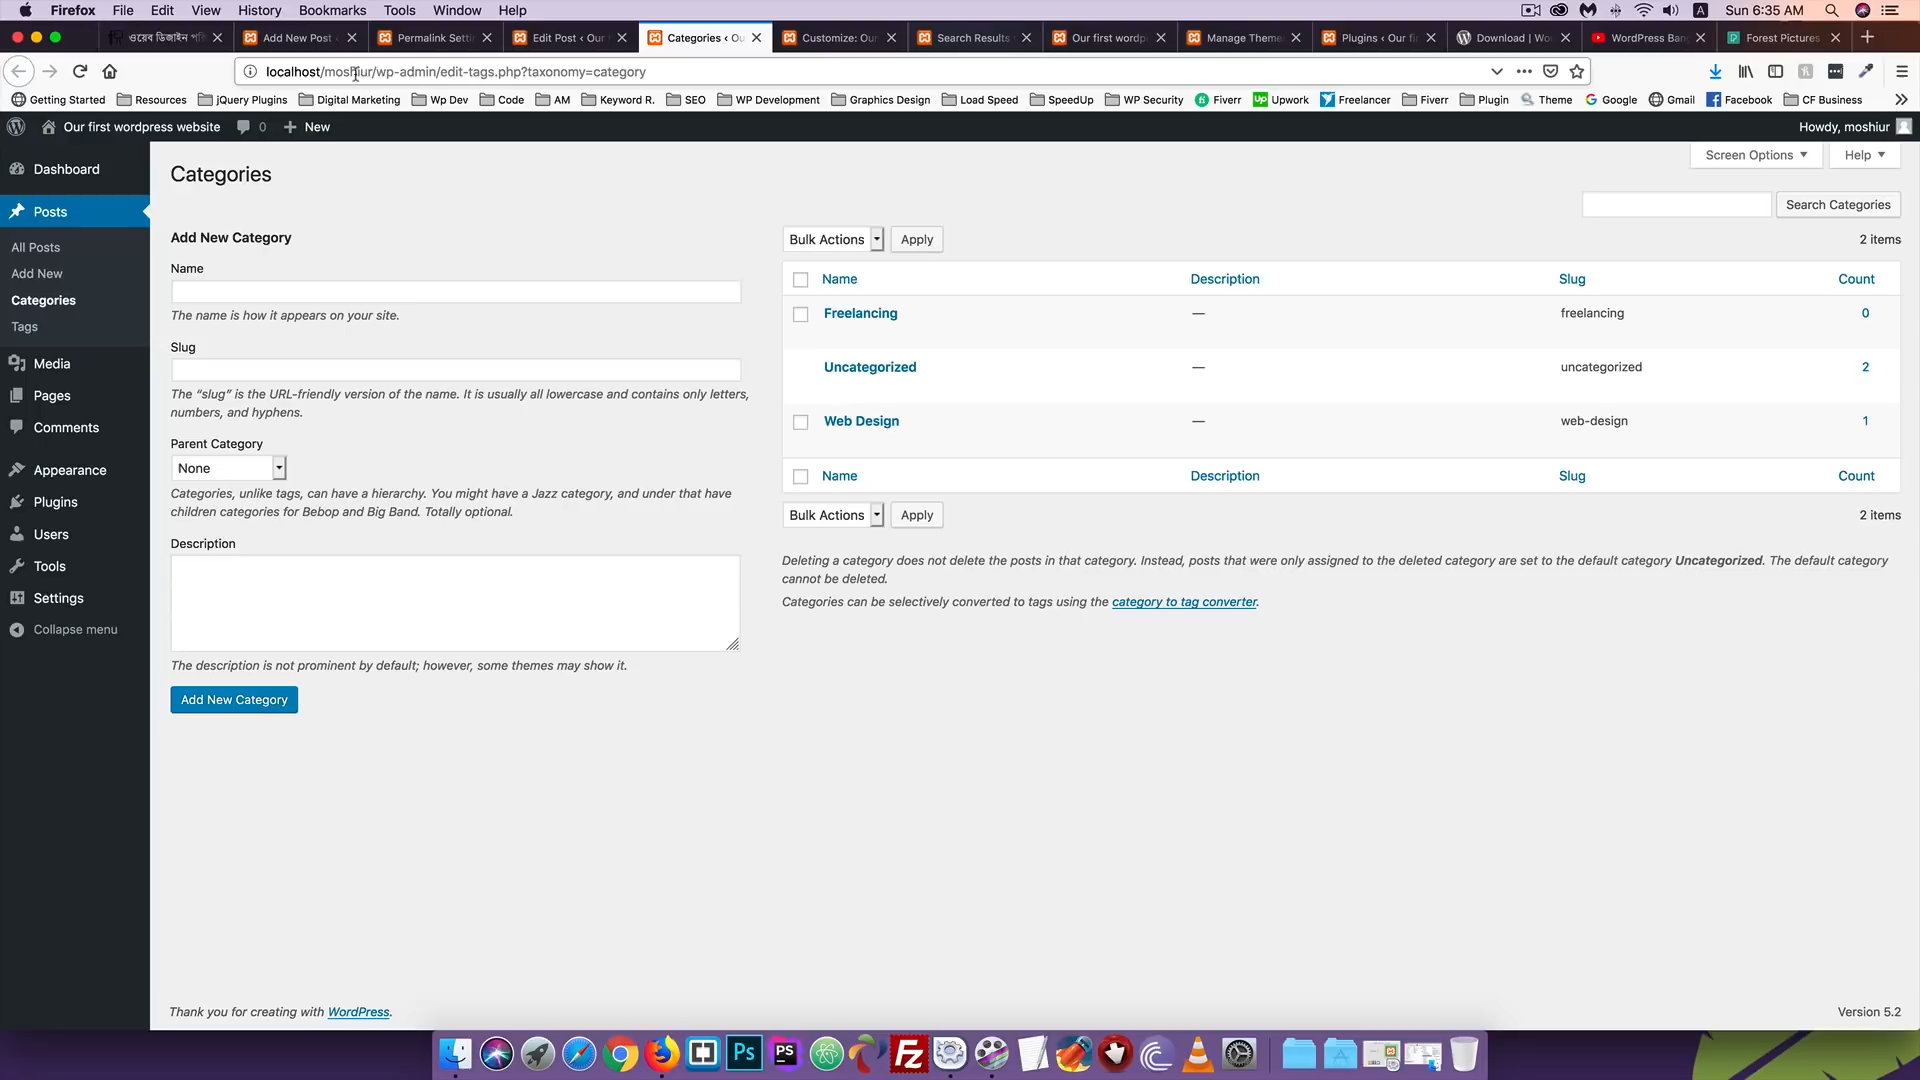 Firefox File Edit View History Bookmarks Tools Window Help
A Sun 6:35 AM
ওয়েব ডিজাইন
Add New Post ‹
Permalink Setti
Edit Post ‹ Our
Categories ‹ Ou
Customize: Our
Search Results
Our first wordp
Manage Theme
Plugins ‹ Our fi
Download | Wo
WordPress Bang
Forest Pictures
localhost/moshiur/wp-admin/edit-tags.php?taxonomy=category
Getting Started Resources jQuery Plugins Digital Marketing Wp Dev Code AM Keyword R. SEO WP Development Graphics Design Load Speed SpeedUp WP Security Fiverr Upwork Freelancer Fiverr Plugin Theme Google Gmail Facebook CF Business
Our first wordpress website 0 New Howdy, moshiur
Dashboard
Posts
All Posts
Add New
Categories
Tags
Media
Pages
Comments
Appearance
Plugins
Users
Tools
Settings
Collapse menu
Screen Options Help
Categories
Search Categories
Add New Category
Name
The name is how it appears on your site.
Slug
The “slug” is the URL-friendly version of the name. It is usually all lowercase and contains only letters,
numbers, and hyphens.
Parent Category
None
Categories, unlike tags, can have a hierarchy. You might have a Jazz category, and under that have
children categories for Bebop and Big Band. Totally optional.
Description
The description is not prominent by default; however, some themes may show it.
Add New Category
Bulk Actions Apply 2 items
Name Description Slug Count
Freelancing — freelancing 0
Uncategorized — uncategorized 2
Web Design — web-design 1
Name Description Slug Count
Bulk Actions Apply 2 items
Deleting a category does not delete the posts in that category. Instead, posts that were only assigned to the deleted category are set to the default category Uncategorized. The default category
cannot be deleted.
Categories can be selectively converted to tags using the category to tag converter.
Thank you for creating with WordPress. Version 5.2
Ps PS Fz